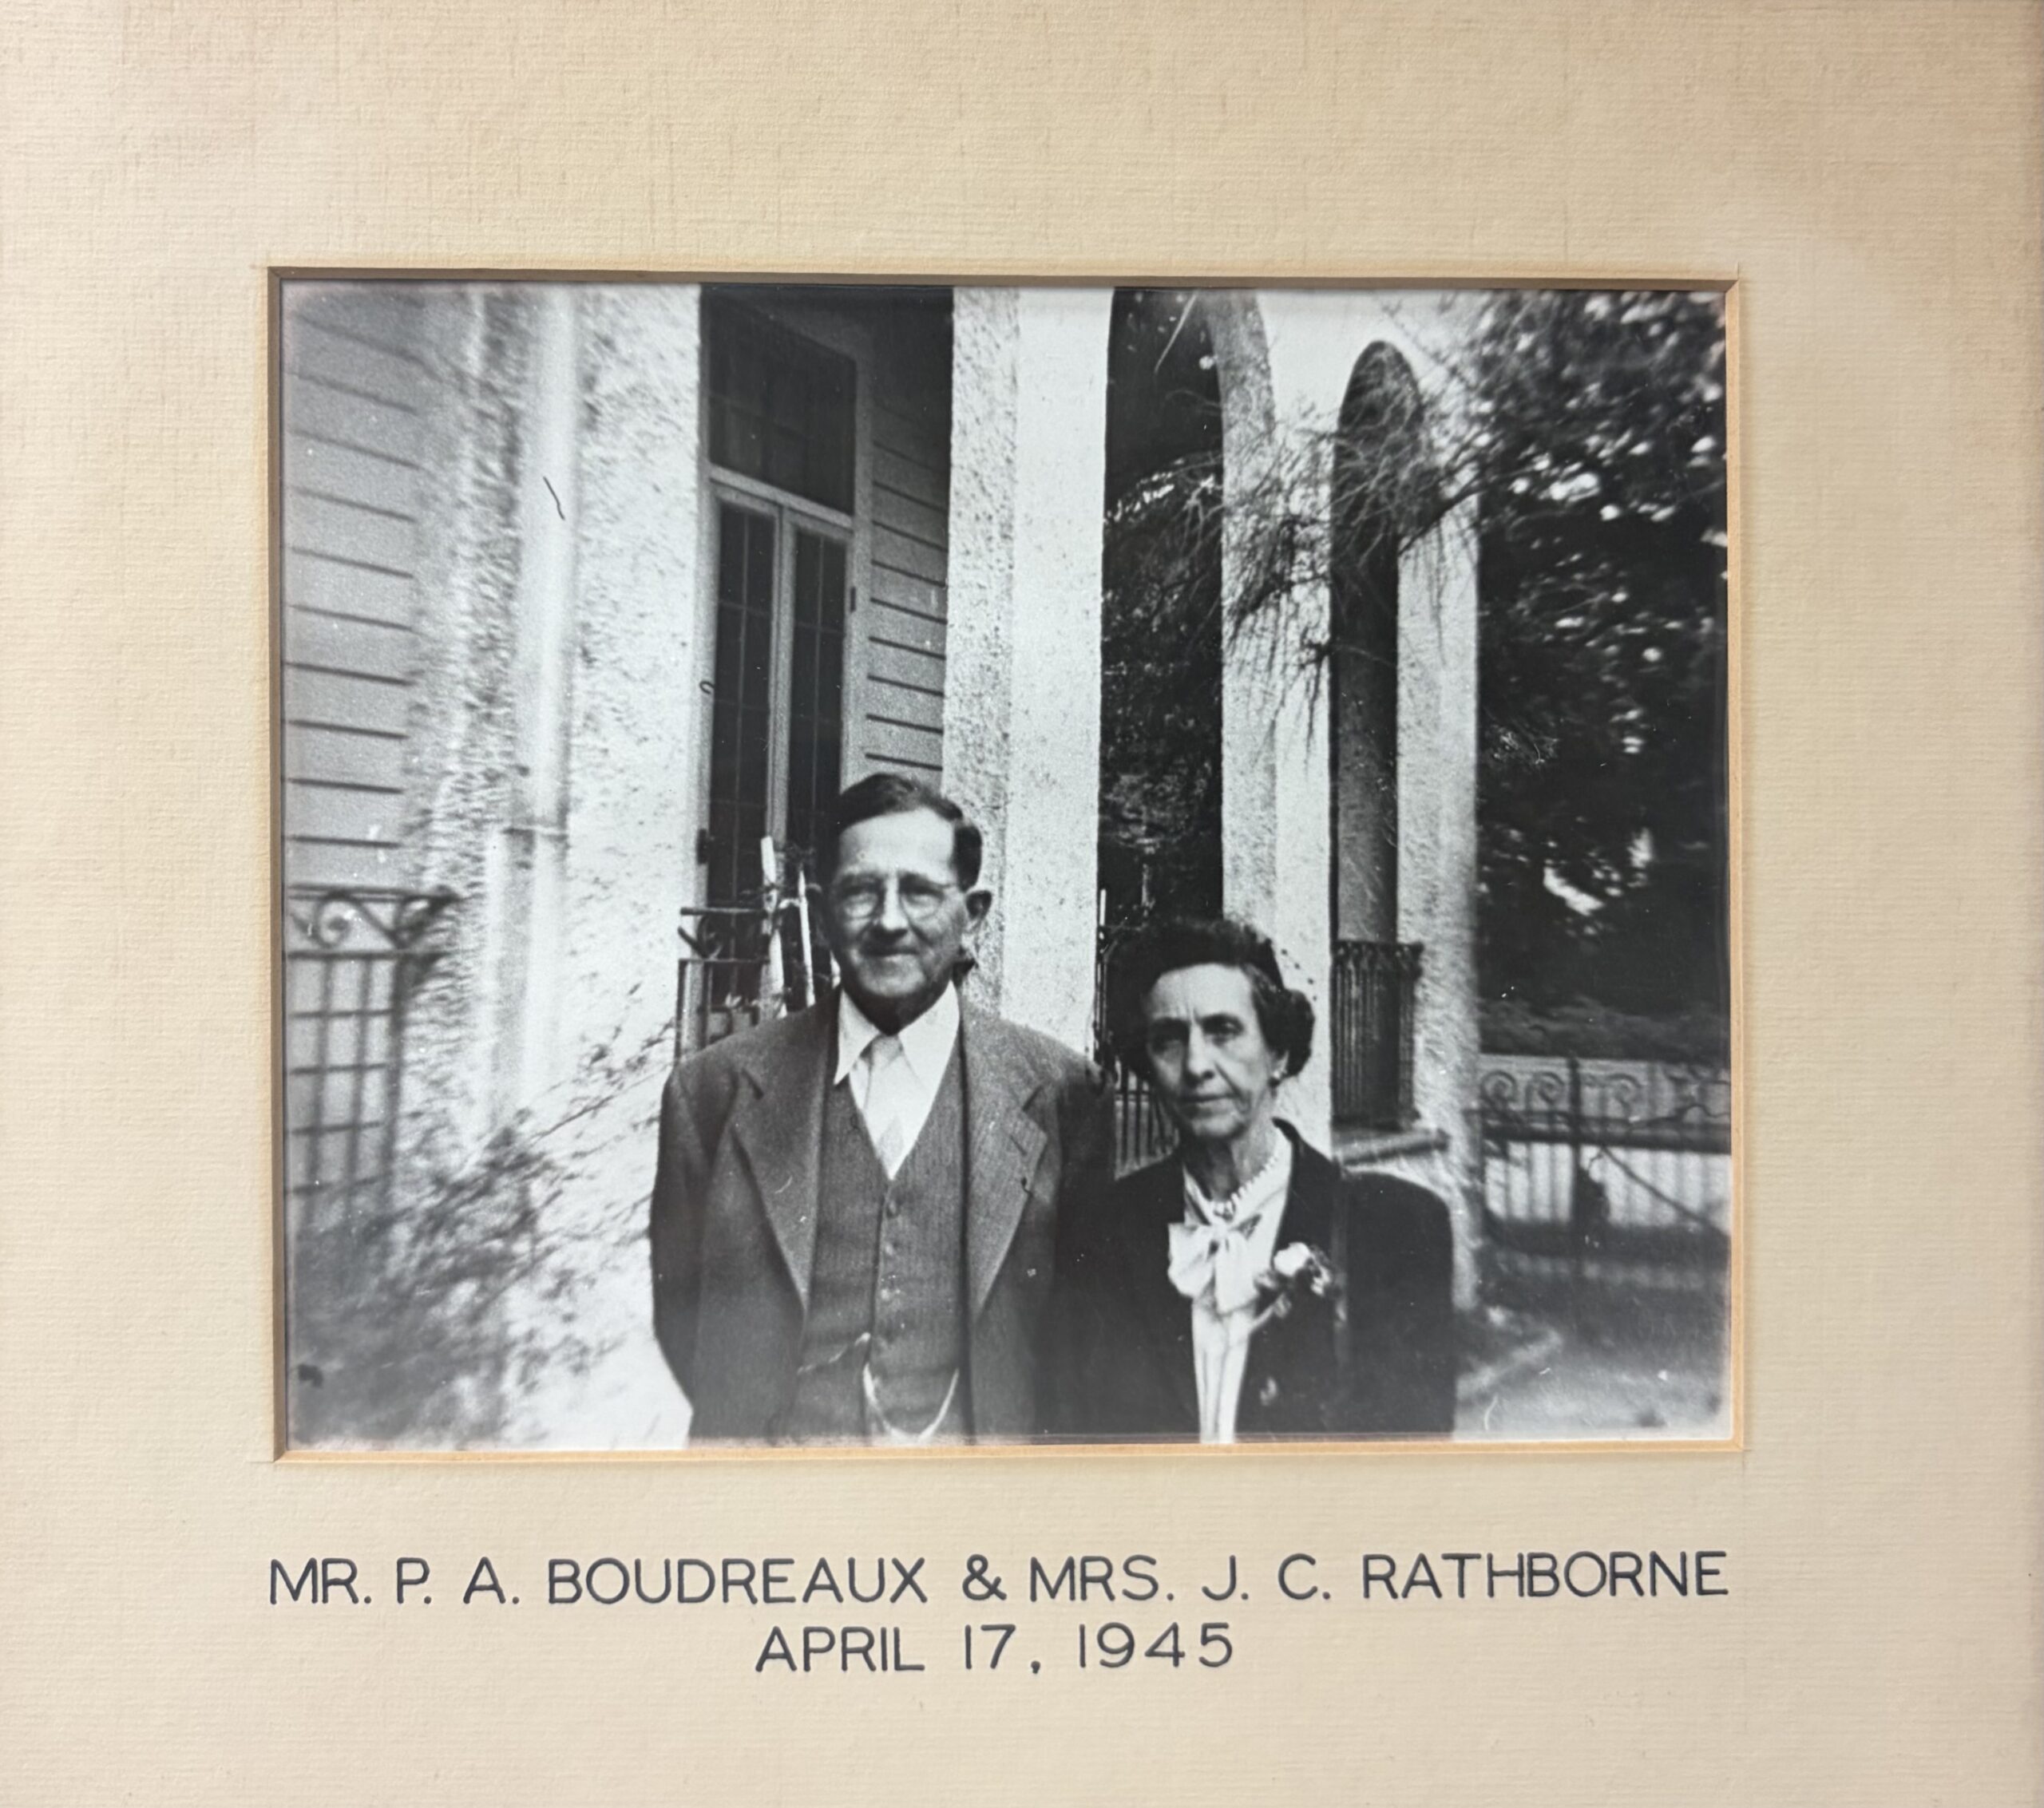 MR. P. A. BOUDREAUX & MRS. J. C. RATHBORNE
APRIL 17, 1945